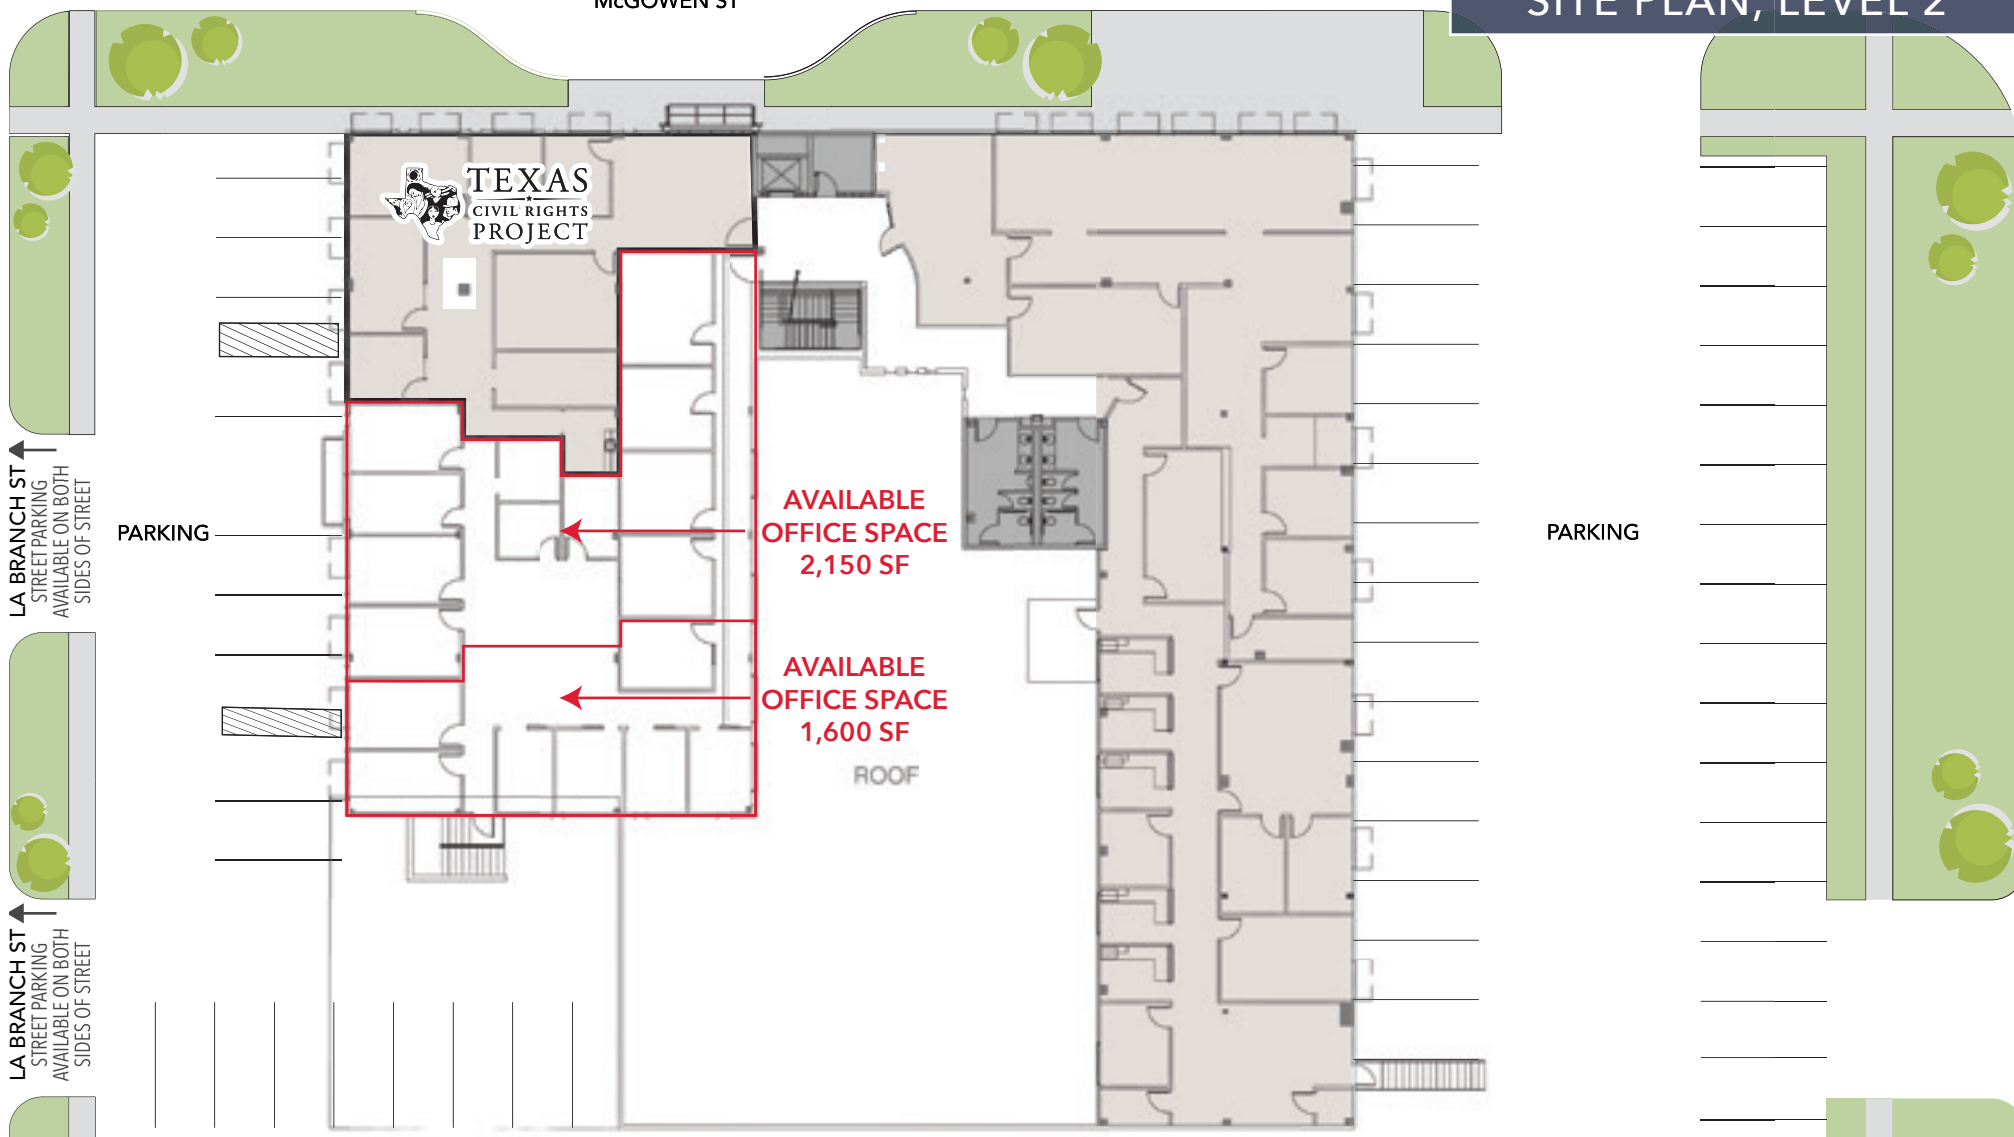 McGOWEN ST
SITE PLAN, LEVEL 2
TEXAS
CIVIL RIGHTS
PROJECT
AVAILABLE
OFFICE SPACE
2,150 SF
PARKING
PARKING
LA BRANCH ST
STREET PARKING
AVAILABLE ON BOTH
SIDES OF STREET
AVAILABLE
OFFICE SPACE
1,600 SF
ROOF
LA BRANCH ST
STREET PARKING
AVAILABLE ON BOTH
SIDES OF STREET